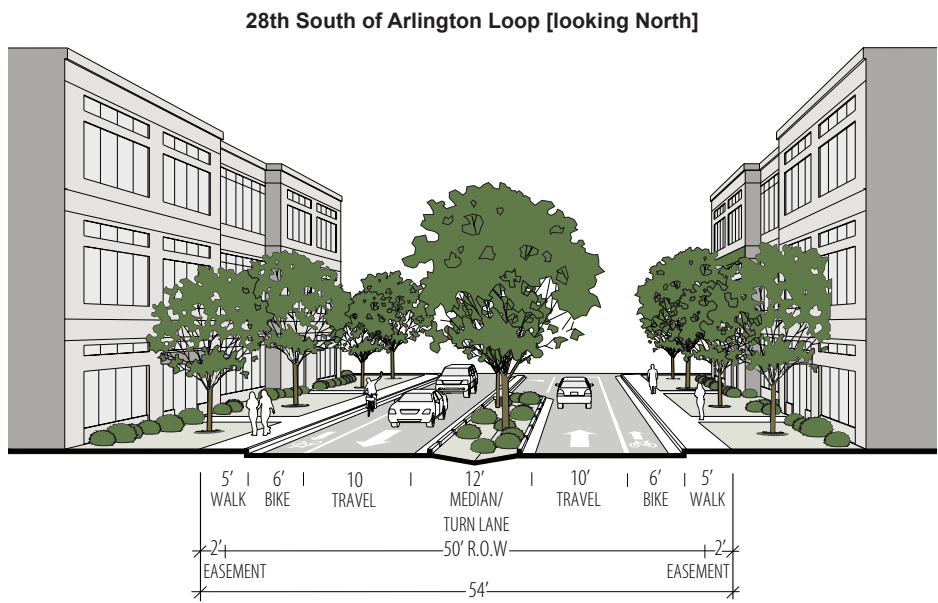 28th South of Arlington Loop [looking North]
5' 6' 10 12' 10' 6' 5'
WALK BIKE TRAVEL MEDIAN/ TRAVEL BIKE WALK
TURN LANE
2' 50' R.O.W 2'
EASEMENT EASEMENT
54'